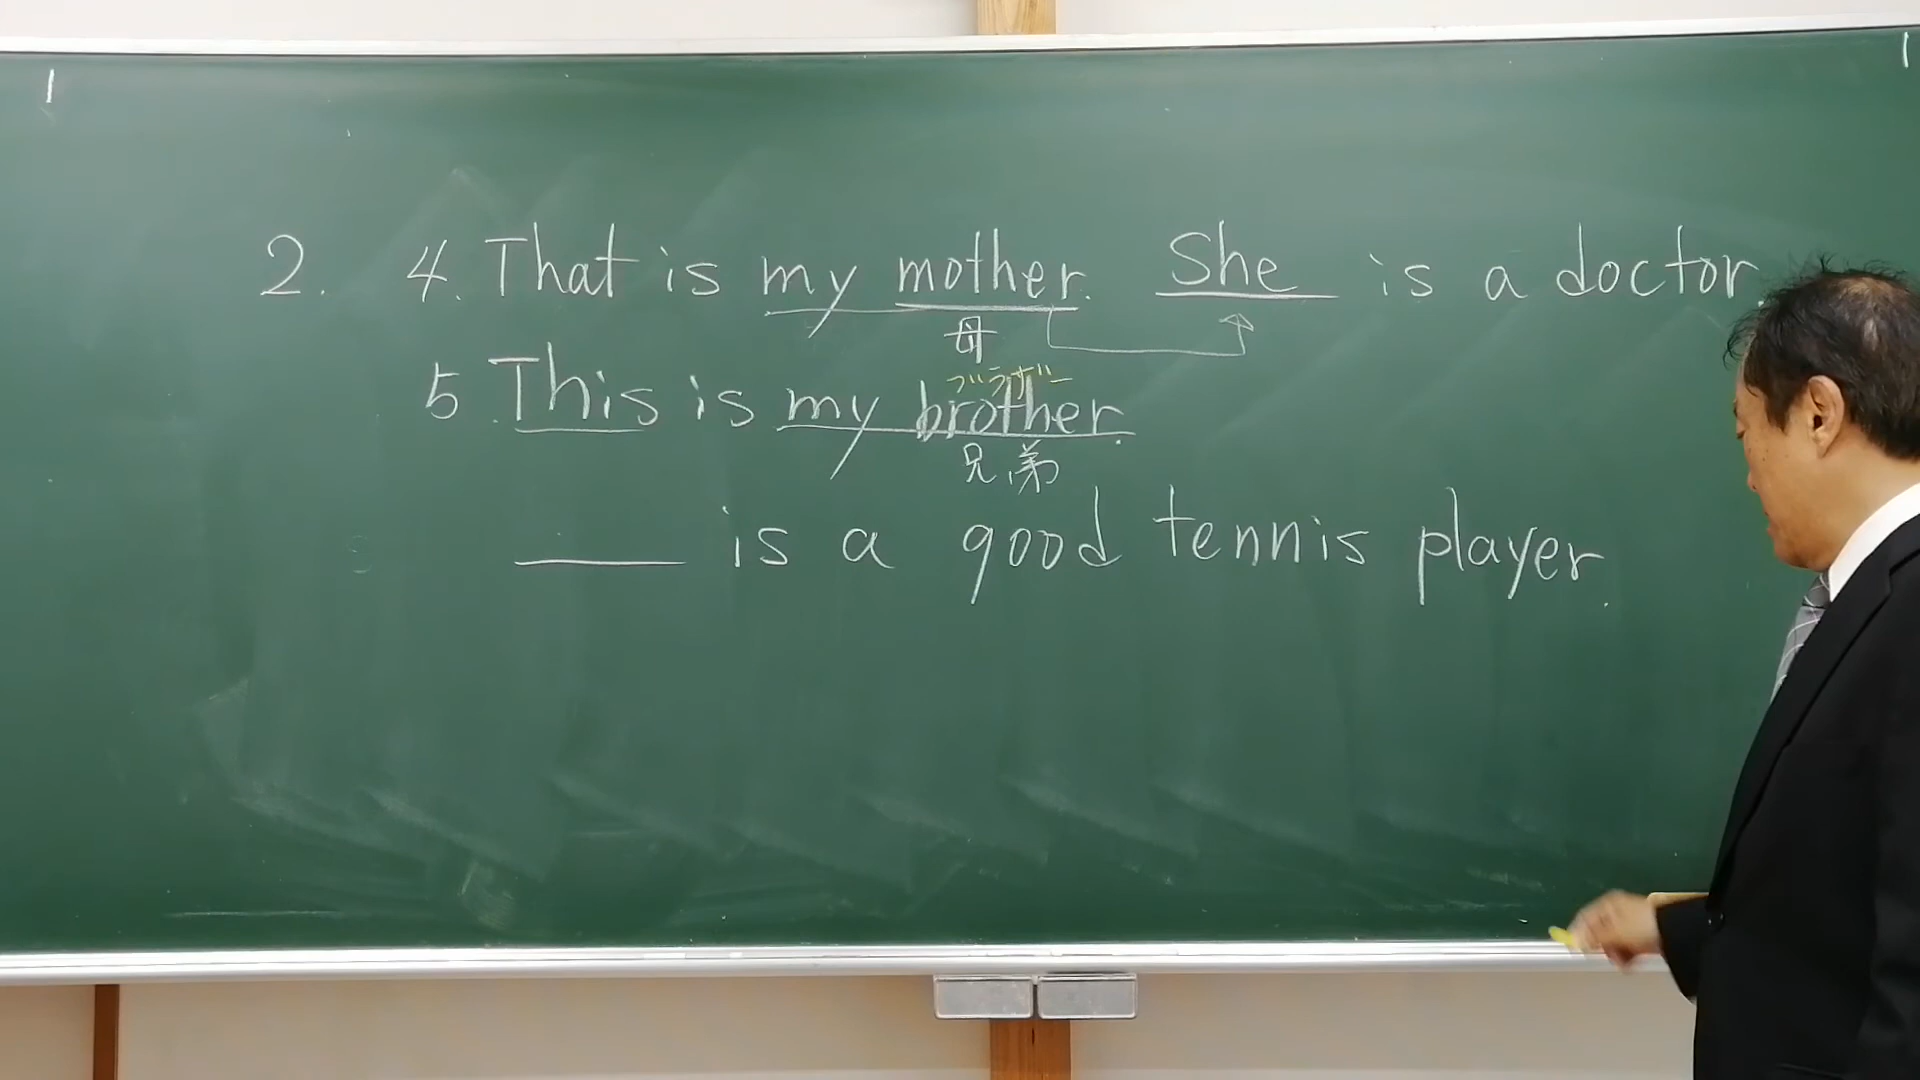 2. 4. That is my mother. She is a doctor.
母
ブラザー
5. This is my brother.
兄弟
is a good tennis player.